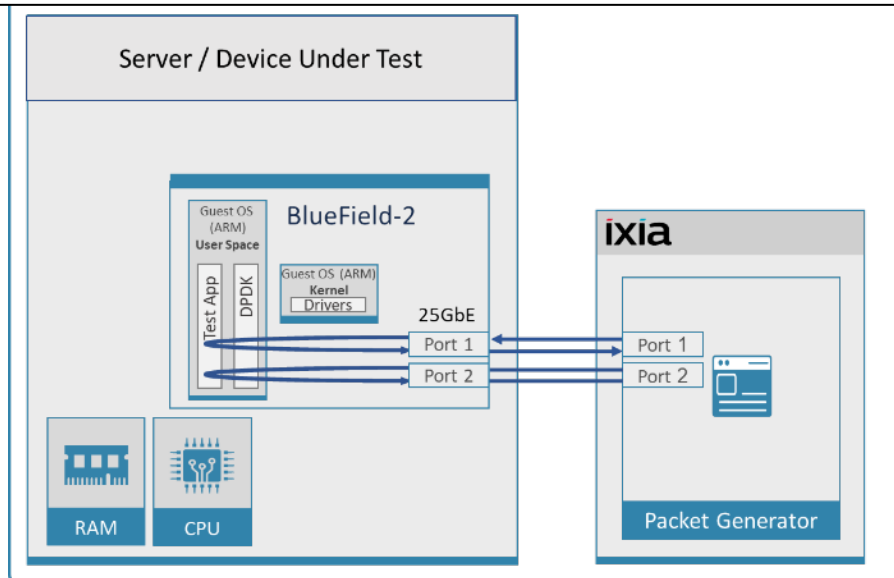 Server / Device Under Test
Guest OS
(ARM)
User Space
Test App
DPDK
BlueField-2
Guest OS (ARM)
Kernel
Drivers
25GbE
Port 1
Port 2
RAM
CPU
ixia
Port 1
Port 2
Packet Generator